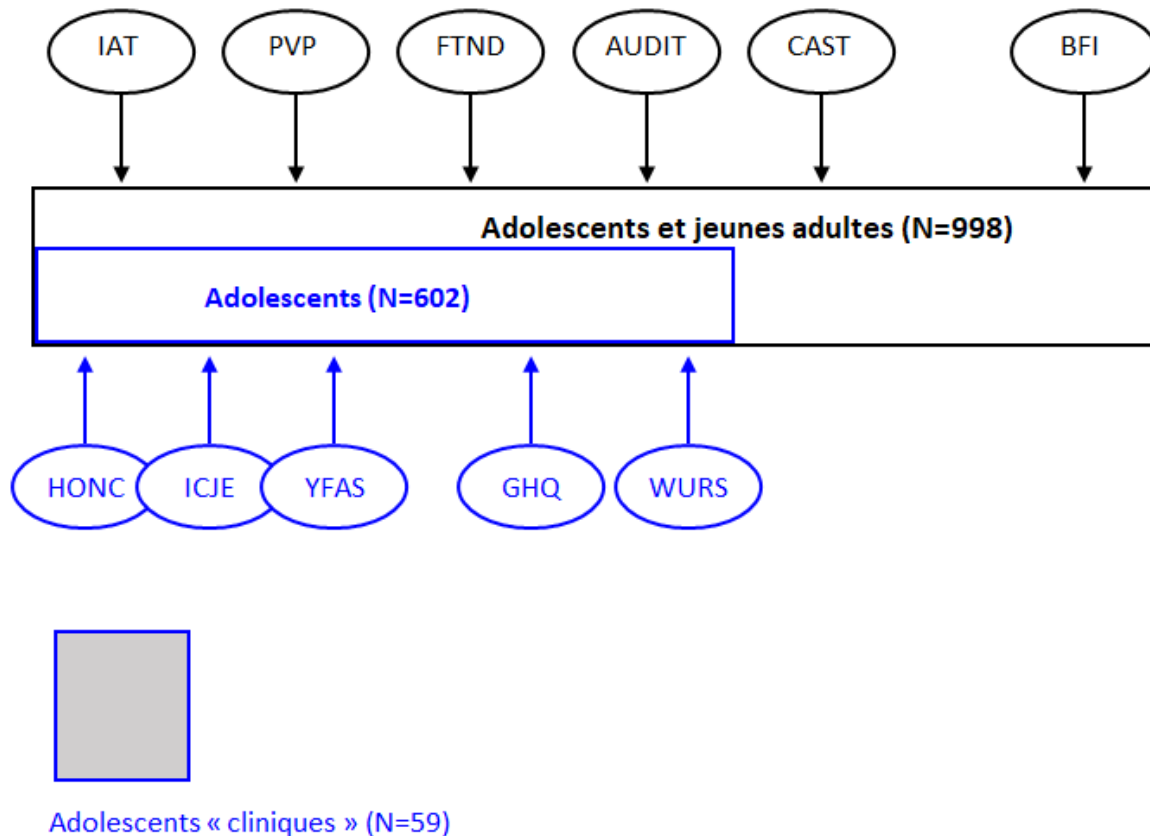 IAT PVP FTND AUDIT CAST BFI
Adolescents et jeunes adultes (N=998)
Adolescents (N=602)
HONC ICJE YFAS GHQ WURS
Adolescents « cliniques » (N=59)